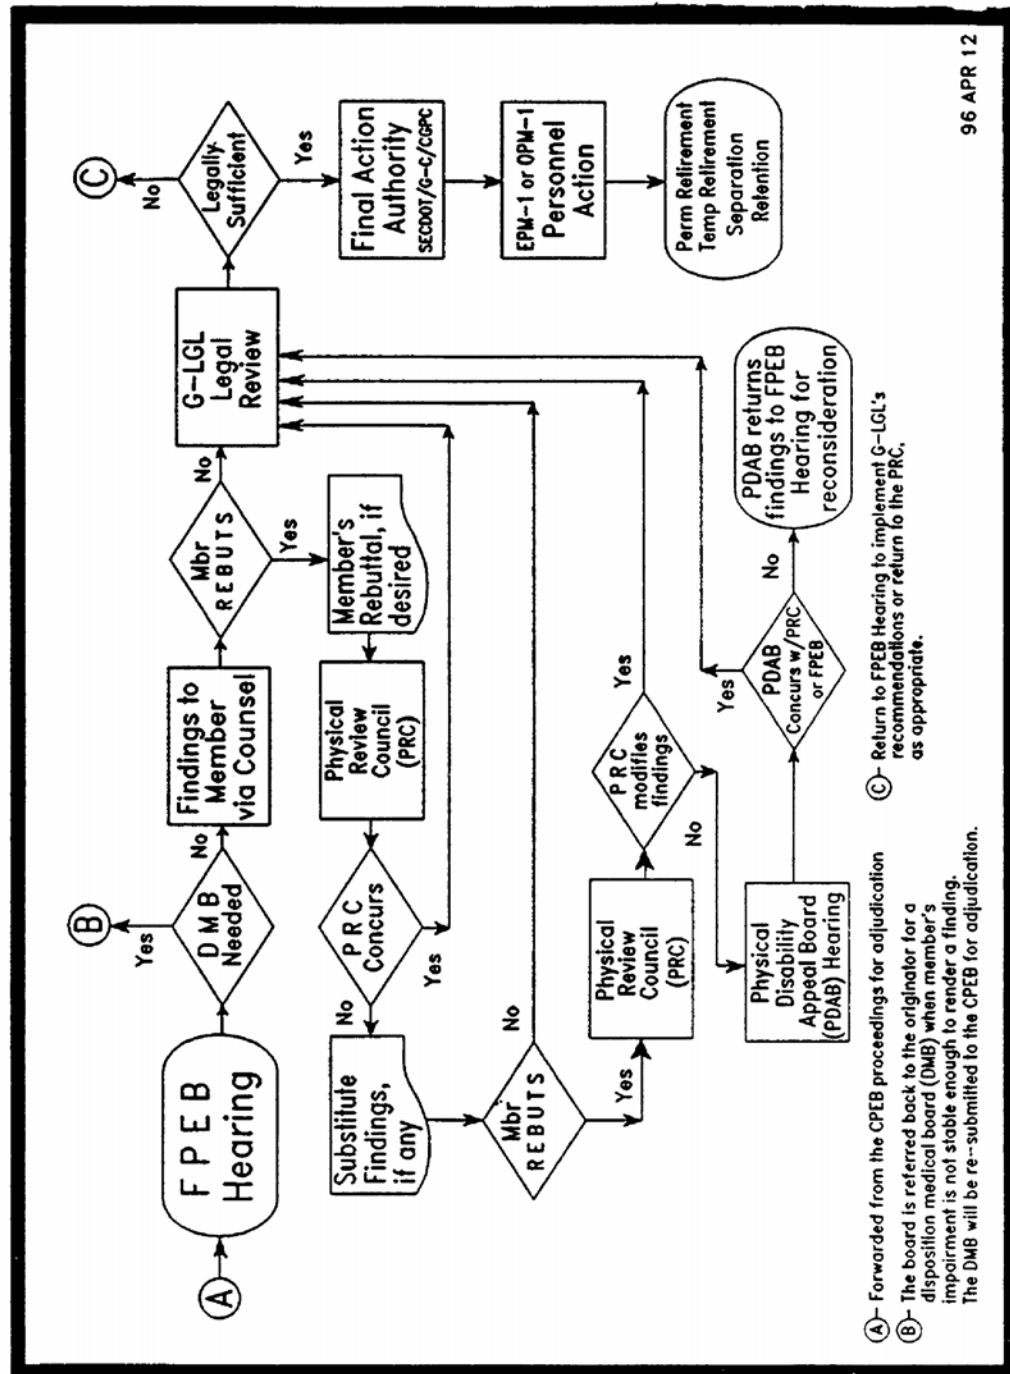 A
F P E B
Hearing
D M B
Needed
Yes
B
No
Findings to
Member
via Counsel
Mbr
REBUTS
No
Yes
G-LGL
Legal
Review
Legally
Sufficient
No
C
Yes
Final Action
Authority
SECDOT/G-C/CGPC
EPM-1 or OPM-1
Personnel
Action
Perm Retirement
Temp Retirement
Separation
Retention
Member's
Rebuttal, if
desired
Physical
Review
Council
(PRC)
P R C
Concurs
Yes
No
Substitute
Findings,
if any
Mbr
REBUTS
No
Yes
Physical
Review
Council
(PRC)
P R C
modifies
findings
Yes
No
Physical
Disability
Appeal Board
(PDAB) Hearing
PDAB
Concurs w/PRC
or FPEB
Yes
No
PDAB returns
findings to FPEB
Hearing for
reconsideration
A - Forwarded from the CPEB proceedings for adjudication
B - The board is referred back to the originator for a
disposition medical board (DMB) when member's
impairment is not stable enough to render a finding.
The DMB will be re--submitted to the CPEB for adjudication.
C - Return to FPEB Hearing to implement G-LGL's
recommendations or return to the PRC,
as appropriate.
96 APR 12